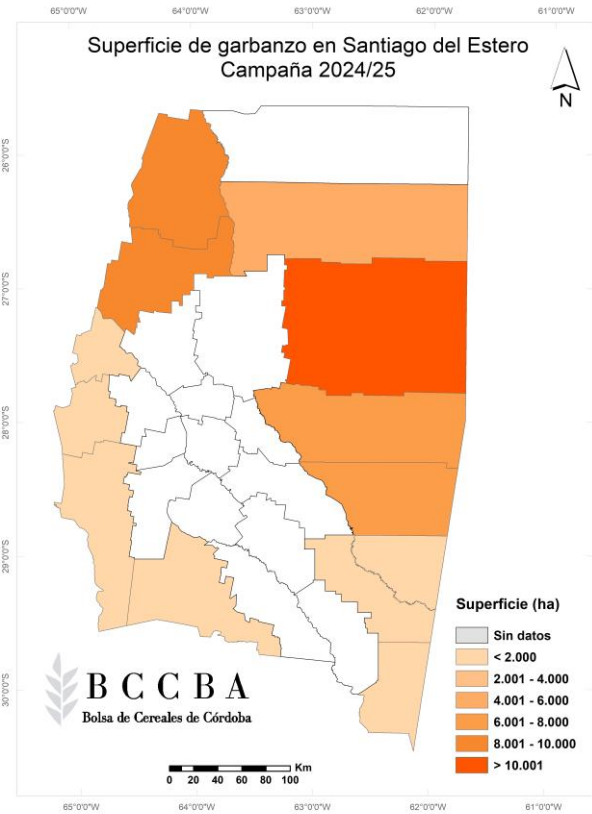 65°0'0"W 64°0'0"W 63°0'0"W 62°0'0"W 61°0'0"W
Superficie de garbanzo en Santiago del Estero
Campaña 2024/25
N
26°0'0"S
27°0'0"S
28°0'0"S
29°0'0"S
30°0'0"S
Superficie (ha)
Sin datos
< 2.000
2.001 - 4.000
4.001 - 6.000
6.001 - 8.000
8.001 - 10.000
> 10.001
BCCBA
Bolsa de Cereales de Córdoba
Km
0 20 40 60 80 100
65°0'0"W 64°0'0"W 63°0'0"W 62°0'0"W 61°0'0"W